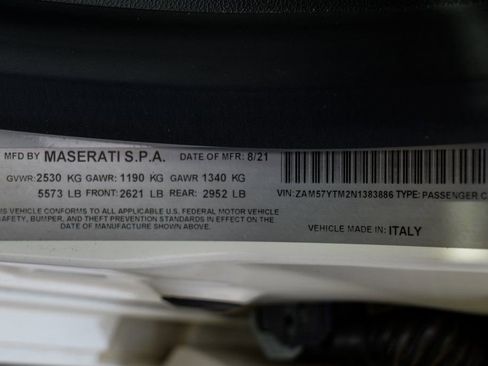 MFD BY MASERATI S.P.A. DATE OF MFR: 8/21
GVWR: 2530 KG GAWR: 1190 KG GAWR 1340 KG
5573 LB FRONT: 2621 LB REAR: 2952 LB
VIN: ZAM57YTM2N1383886 TYPE: PASSENGER C
THIS VEHICLE CONFORMS TO ALL APPLICABLE U.S. FEDERAL MOTOR VEHICLE
SAFETY, BUMPER, AND THEFT PREVENTION STANDARDS IN EFFECT ON THE
DATE OF MANUFACTURE SHOWN ABOVE.
VEHICLE MADE IN: ITALY